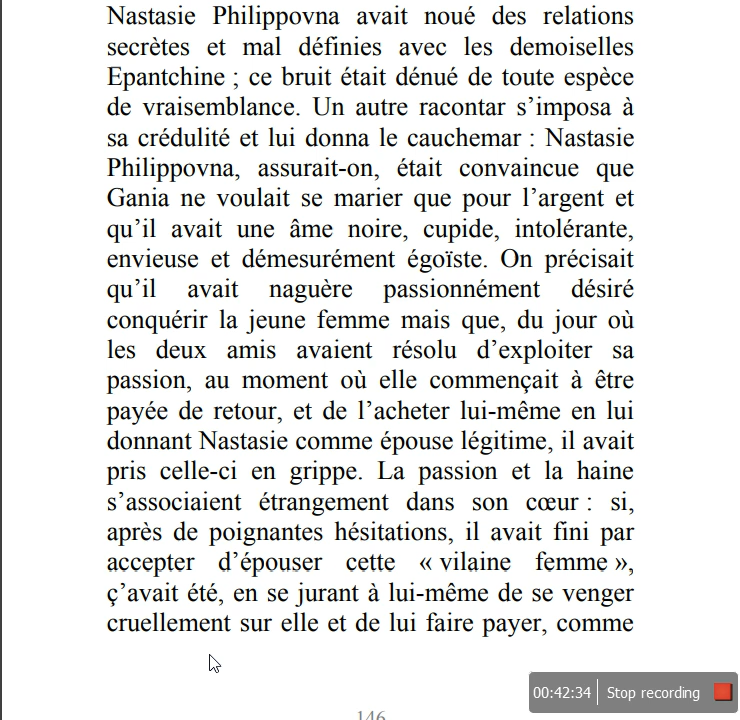 Nastasie Philippovna avait noué des relations
secrètes et mal définies avec les demoiselles
Epantchine ; ce bruit était dénué de toute espèce
de vraisemblance. Un autre racontar s’imposa à
sa crédulité et lui donna le cauchemar : Nastasie
Philippovna, assurait-on, était convaincue que
Gania ne voulait se marier que pour l’argent et
qu’il avait une âme noire, cupide, intolérante,
envieuse et démesurément égoïste. On précisait
qu’il avait naguère passionnément désiré
conquérir la jeune femme mais que, du jour où
les deux amis avaient résolu d’exploiter sa
passion, au moment où elle commençait à être
payée de retour, et de l’acheter lui-même en lui
donnant Nastasie comme épouse légitime, il avait
pris celle-ci en grippe. La passion et la haine
s’associaient étrangement dans son cœur : si,
après de poignantes hésitations, il avait fini par
accepter d’épouser cette « vilaine femme »,
ç’avait été, en se jurant à lui-même de se venger
cruellement sur elle et de lui faire payer, comme
00:42:34 Stop recording
146